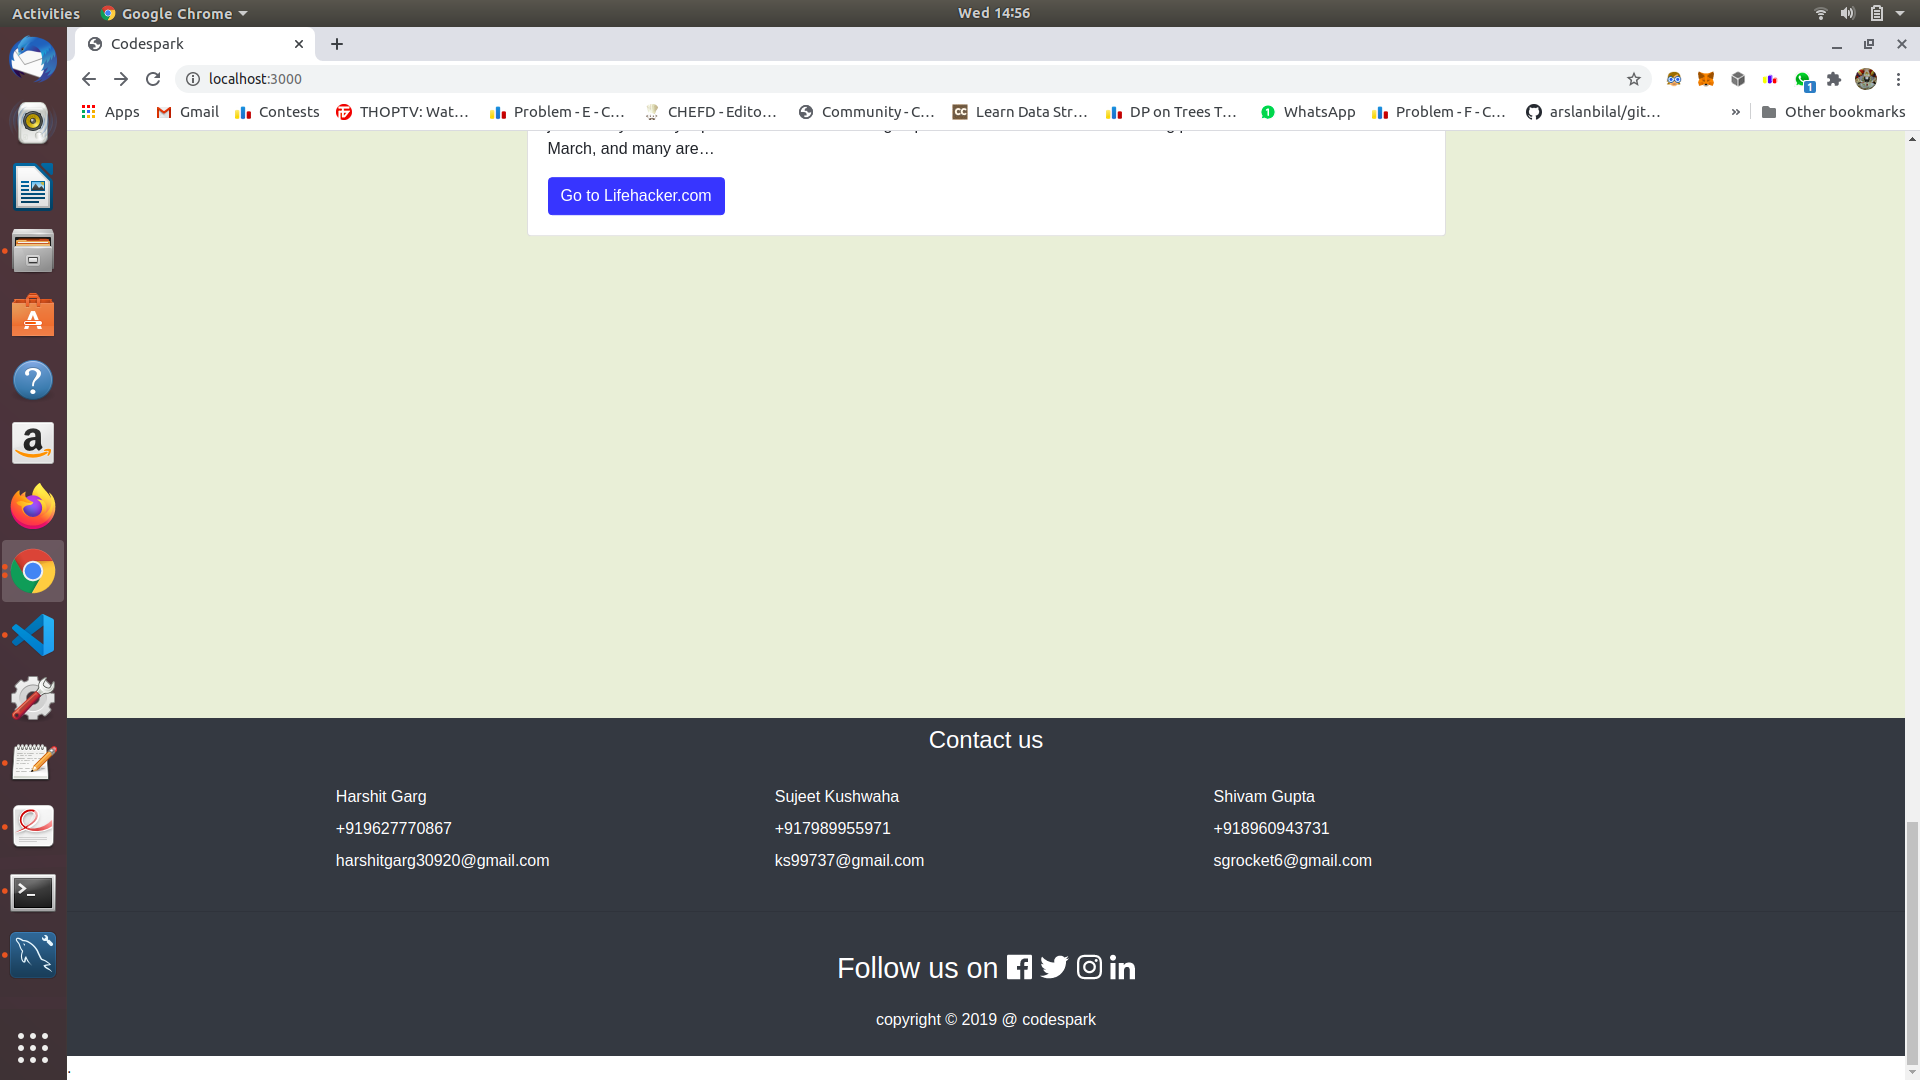 Activities
Google Chrome
Wed 14:56
Codespark
localhost:3000
1
Apps
Gmail
Contests
THOPTV: Wat…
Problem - E - C…
CHEFD - Edito…
Community - C…
Learn Data Str…
DP on Trees T…
WhatsApp
Problem - F - C…
arslanbilal/git…
»
Other bookmarks
March, and many are…
Go to Lifehacker.com
Contact us
Harshit Garg
+919627770867
harshitgarg30920@gmail.com
Sujeet Kushwaha
+917989955971
ks99737@gmail.com
Shivam Gupta
+918960943731
sgrocket6@gmail.com
Follow us on
copyright © 2019 @ codespark
.